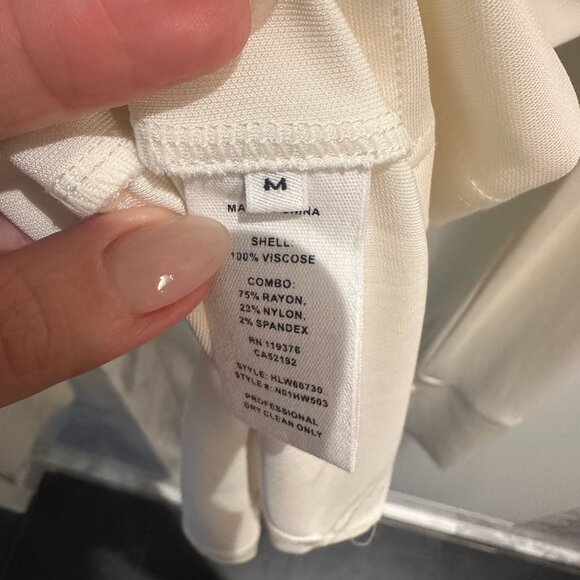 M
SHELL:
100% VISCOSE
COMBO:
75% RAYON,
23% NYLON,
2% SPANDEX
RN 119376
CA52192
STYLE: HLW66730
STYLE #: N01HW503
PROFESSIONAL
DRY CLEAN ONLY